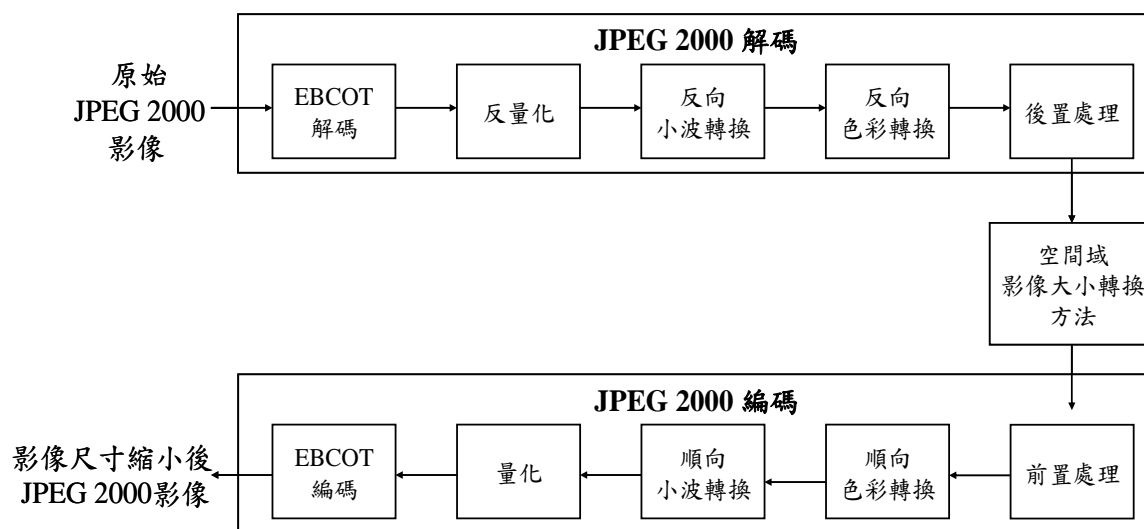 JPEG 2000 解碼
原始
JPEG 2000
影像
EBCOT
解碼
反量化
反向
小波轉換
反向
色彩轉換
後置處理
空間域
影像大小轉換
方法
JPEG 2000 編碼
前置處理
順向
色彩轉換
順向
小波轉換
量化
EBCOT
編碼
影像尺寸縮小後
JPEG 2000影像